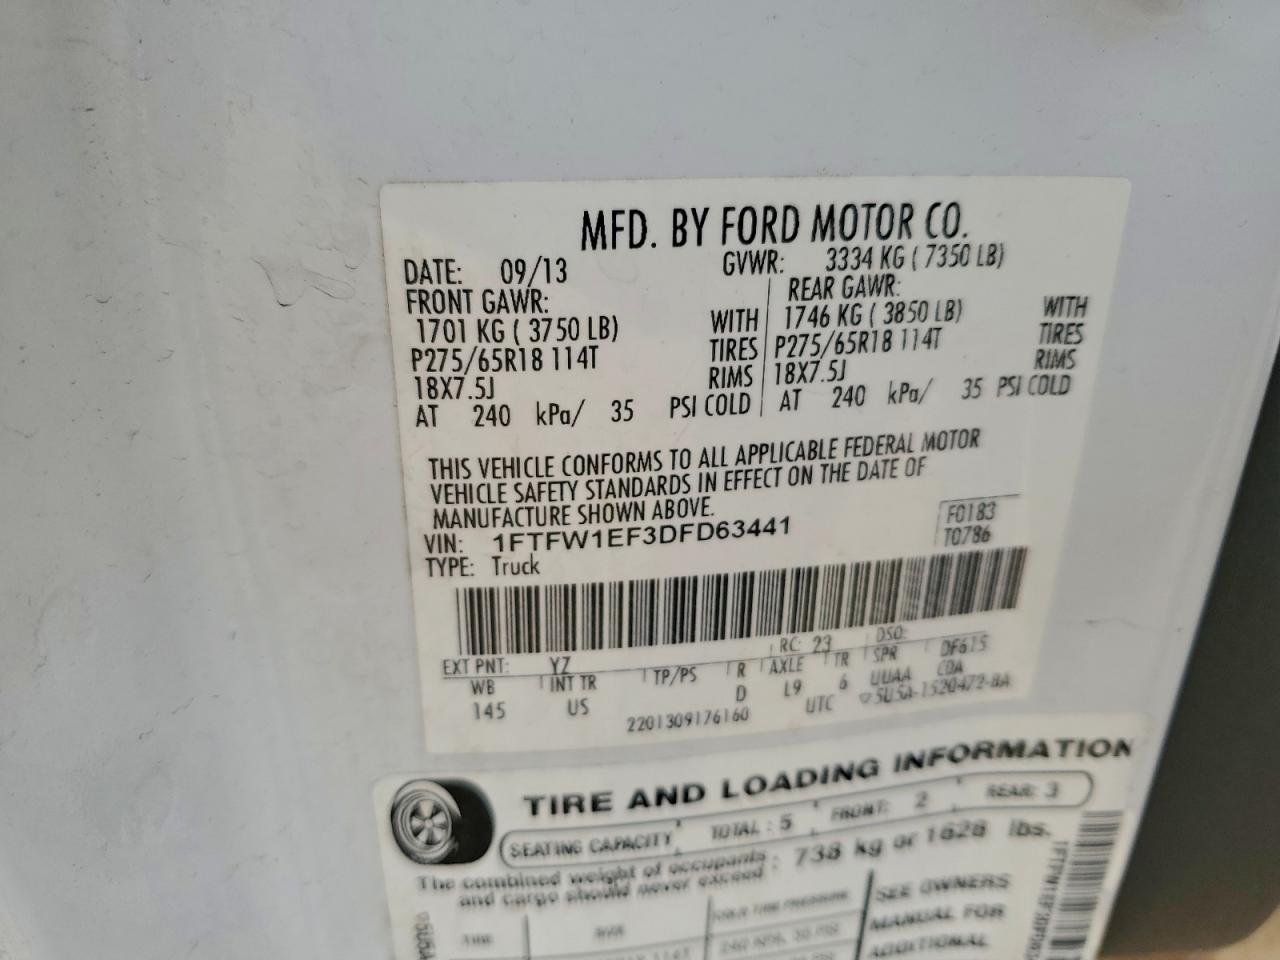 MFD. BY FORD MOTOR CO.
DATE: 09/13 GVWR: 3334 KG ( 7350 LB)
FRONT GAWR: REAR GAWR:
1701 KG ( 3750 LB) WITH 1746 KG ( 3850 LB) WITH
P275/65R18 114T TIRES P275/65R18 114T TIRES
18X7.5J RIMS 18X7.5J RIMS
AT 240 kPa/ 35 PSI COLD AT 240 kPa/ 35 PSI COLD
THIS VEHICLE CONFORMS TO ALL APPLICABLE FEDERAL MOTOR
VEHICLE SAFETY STANDARDS IN EFFECT ON THE DATE OF
MANUFACTURE SHOWN ABOVE.
VIN: 1FTFW1EF3DFD63441 F0183
TYPE: Truck T0786
EXT PNT: YZ RC: 23 DSO:
WB INT TR TP/PS R AXLE TR SPR DF615
145 US D L9 6 UUAA CDA
2201309176160 UTC ▽5U5A-1520472-BA
TIRE AND LOADING INFORMATION
SEATING CAPACITY TOTAL : 5 FRONT: 2 REAR: 3
The combined weight of occupants : 738 kg or 1628 lbs.
and cargo should never exceed :
SEE OWNERS
MANUAL FOR
ADDITIONAL
TIRE